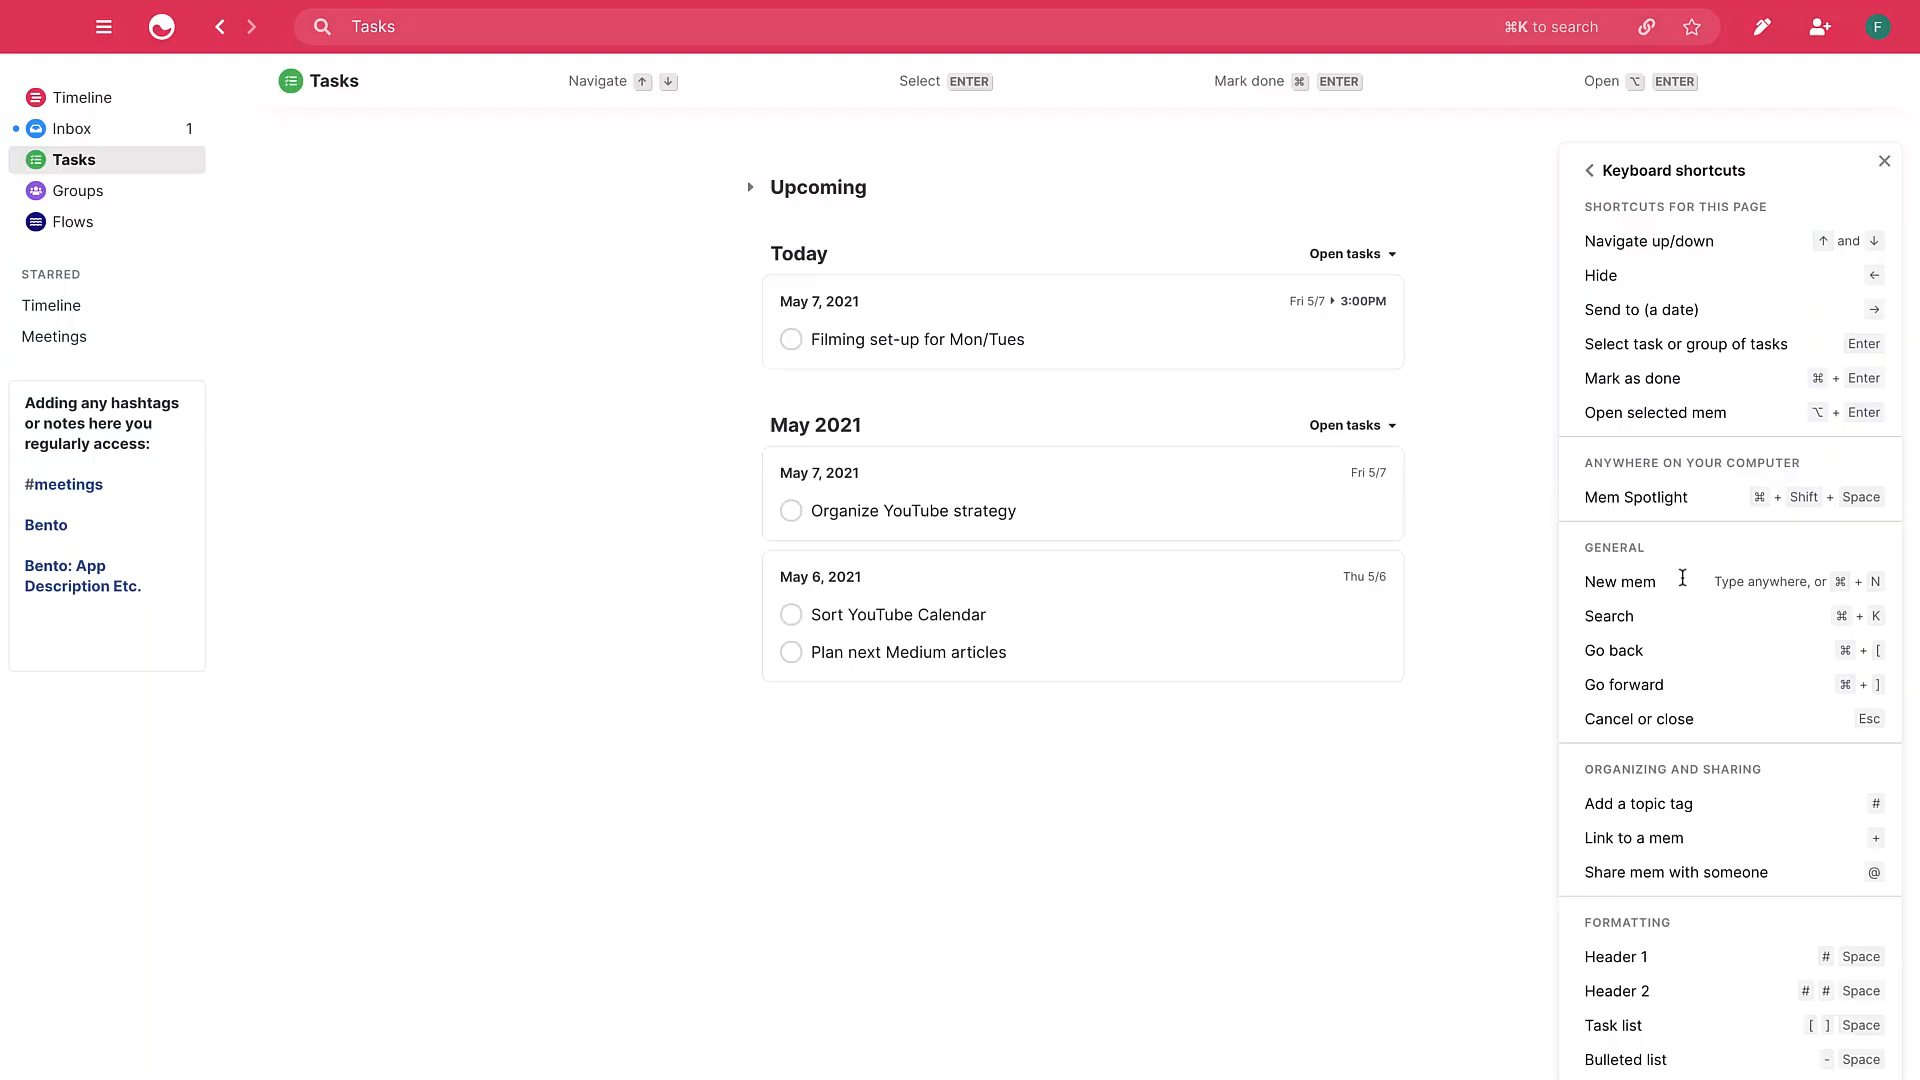 Tasks
⌘K to search
F
Timeline
Inbox 1
Tasks
Groups
Flows
STARRED
Timeline
Meetings
Adding any hashtags
or notes here you
regularly access:
#meetings
Bento
Bento: App
Description Etc.
Tasks
Navigate ↑ ↓
Select ENTER
Mark done ⌘ ENTER
Open ⌥ ENTER
Upcoming
Today Open tasks
May 7, 2021 Fri 5/7 3:00PM
Filming set-up for Mon/Tues
May 2021 Open tasks
May 7, 2021 Fri 5/7
Organize YouTube strategy
May 6, 2021 Thu 5/6
Sort YouTube Calendar
Plan next Medium articles
Keyboard shortcuts
SHORTCUTS FOR THIS PAGE
Navigate up/down ↑ and ↓
Hide ←
Send to (a date) →
Select task or group of tasks Enter
Mark as done ⌘ + Enter
Open selected mem ⌥ + Enter
ANYWHERE ON YOUR COMPUTER
Mem Spotlight ⌘ + Shift + Space
GENERAL
New mem Type anywhere, or ⌘ + N
Search ⌘ + K
Go back ⌘ + [
Go forward ⌘ + ]
Cancel or close Esc
ORGANIZING AND SHARING
Add a topic tag #
Link to a mem +
Share mem with someone @
FORMATTING
Header 1 # Space
Header 2 # # Space
Task list [ ] Space
Bulleted list - Space